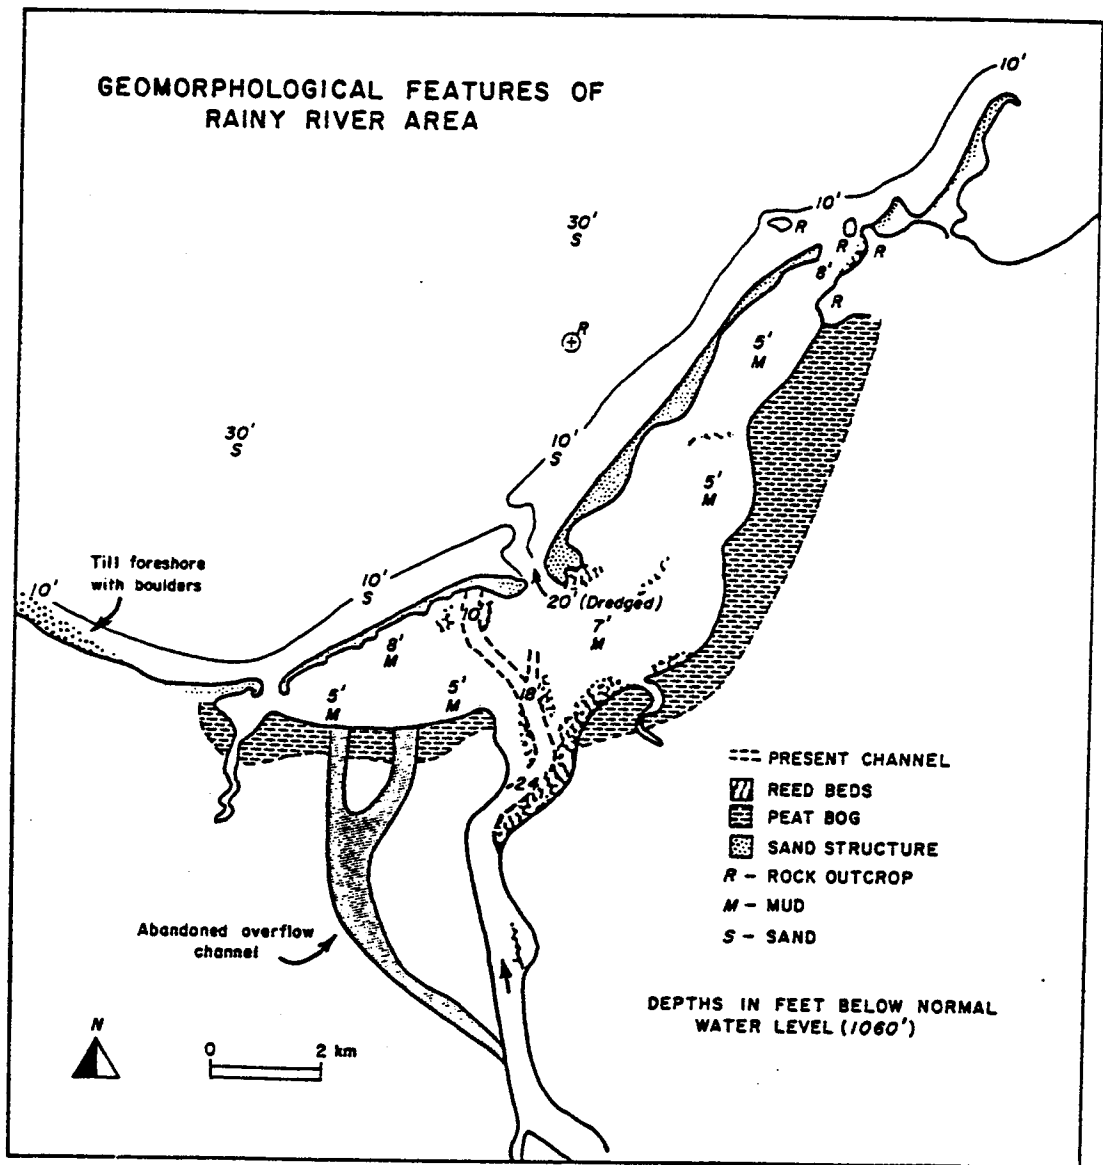 GEOMORPHOLOGICAL FEATURES OF
RAINY RIVER AREA
10'
10'
30'
S
R
R
R
8'
R
R
5'
M
30'
S
10'
S
5'
M
Till foreshore
with boulders
10'
10'
S
20' (Dredged)
10'
7'
M
8'
M
5'
M
5'
M
18'
24
PRESENT CHANNEL
REED BEDS
PEAT BOG
SAND STRUCTURE
R - ROCK OUTCROP
M - MUD
S - SAND
Abandoned overflow
channel
DEPTHS IN FEET BELOW NORMAL
WATER LEVEL (1060')
N
0 2 km